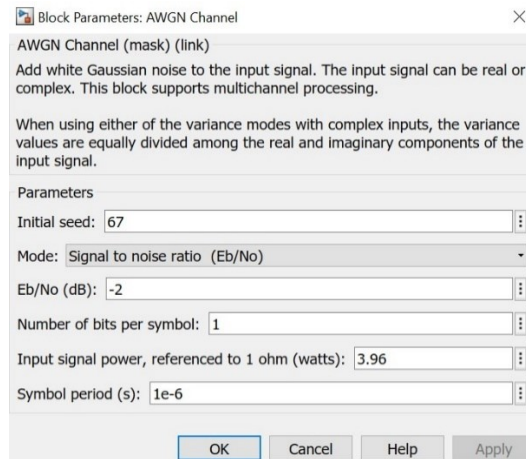 Block Parameters: AWGN Channel
AWGN Channel (mask) (link)
Add white Gaussian noise to the input signal. The input signal can be real or
complex. This block supports multichannel processing.
When using either of the variance modes with complex inputs, the variance
values are equally divided among the real and imaginary components of the
input signal.
Parameters
Initial seed: 67
Mode: Signal to noise ratio (Eb/No)
Eb/No (dB): -2
Number of bits per symbol: 1
Input signal power, referenced to 1 ohm (watts): 3.96
Symbol period (s): 1e-6
OK Cancel Help Apply